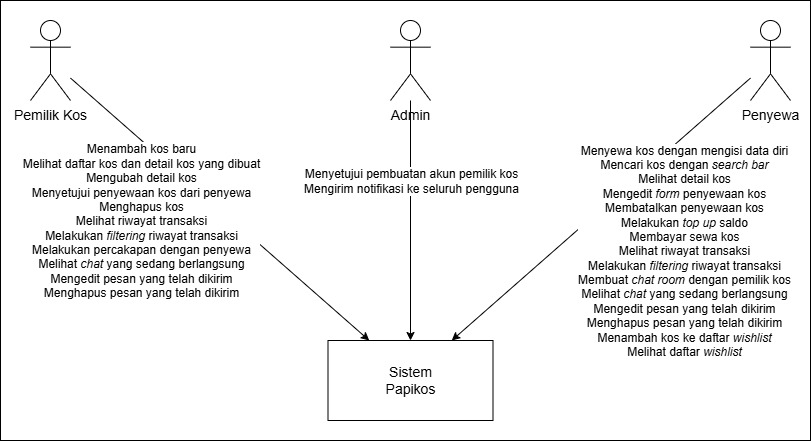 Pemilik Kos
Menambah kos baru
Melihat daftar kos dan detail kos yang dibuat
Mengubah detail kos
Menyetujui penyewaan kos dari penyewa
Menghapus kos
Melihat riwayat transaksi
Melakukan filtering riwayat transaksi
Melakukan percakapan dengan penyewa
Melihat chat yang sedang berlangsung
Mengedit pesan yang telah dikirim
Menghapus pesan yang telah dikirim
Admin
Menyetujui pembuatan akun pemilik kos
Mengirim notifikasi ke seluruh pengguna
Penyewa
Menyewa kos dengan mengisi data diri
Mencari kos dengan search bar
Melihat detail kos
Mengedit form penyewaan kos
Membatalkan penyewaan kos
Melakukan top up saldo
Membayar sewa kos
Melihat riwayat transaksi
Melakukan filtering riwayat transaksi
Membuat chat room dengan pemilik kos
Melihat chat yang sedang berlangsung
Mengedit pesan yang telah dikirim
Menghapus pesan yang telah dikirim
Menambah kos ke daftar wishlist
Melihat daftar wishlist
Sistem
Papikos